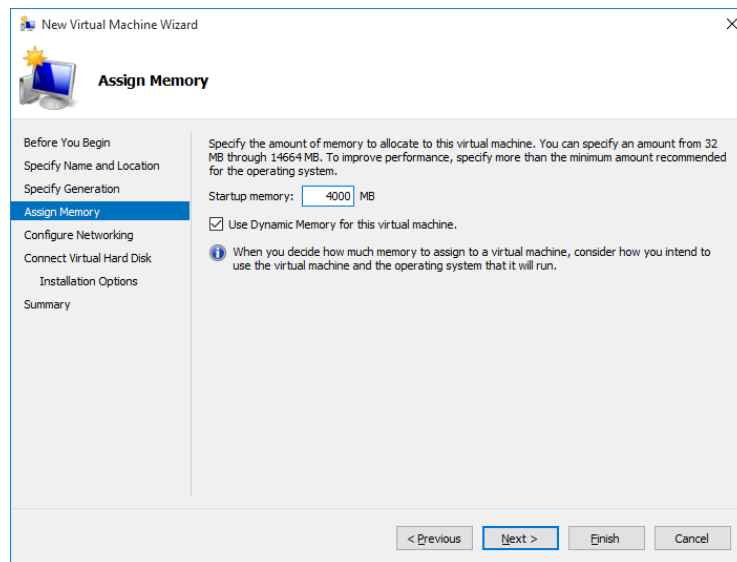 New Virtual Machine Wizard
Assign Memory
Before You Begin
Specify Name and Location
Specify Generation
Assign Memory
Configure Networking
Connect Virtual Hard Disk
Installation Options
Summary
Specify the amount of memory to allocate to this virtual machine. You can specify an amount from 32
MB through 14664 MB. To improve performance, specify more than the minimum amount recommended
for the operating system.
Startup memory: 4000 MB
Use Dynamic Memory for this virtual machine.
When you decide how much memory to assign to a virtual machine, consider how you intend to
use the virtual machine and the operating system that it will run.
< Previous Next > Finish Cancel